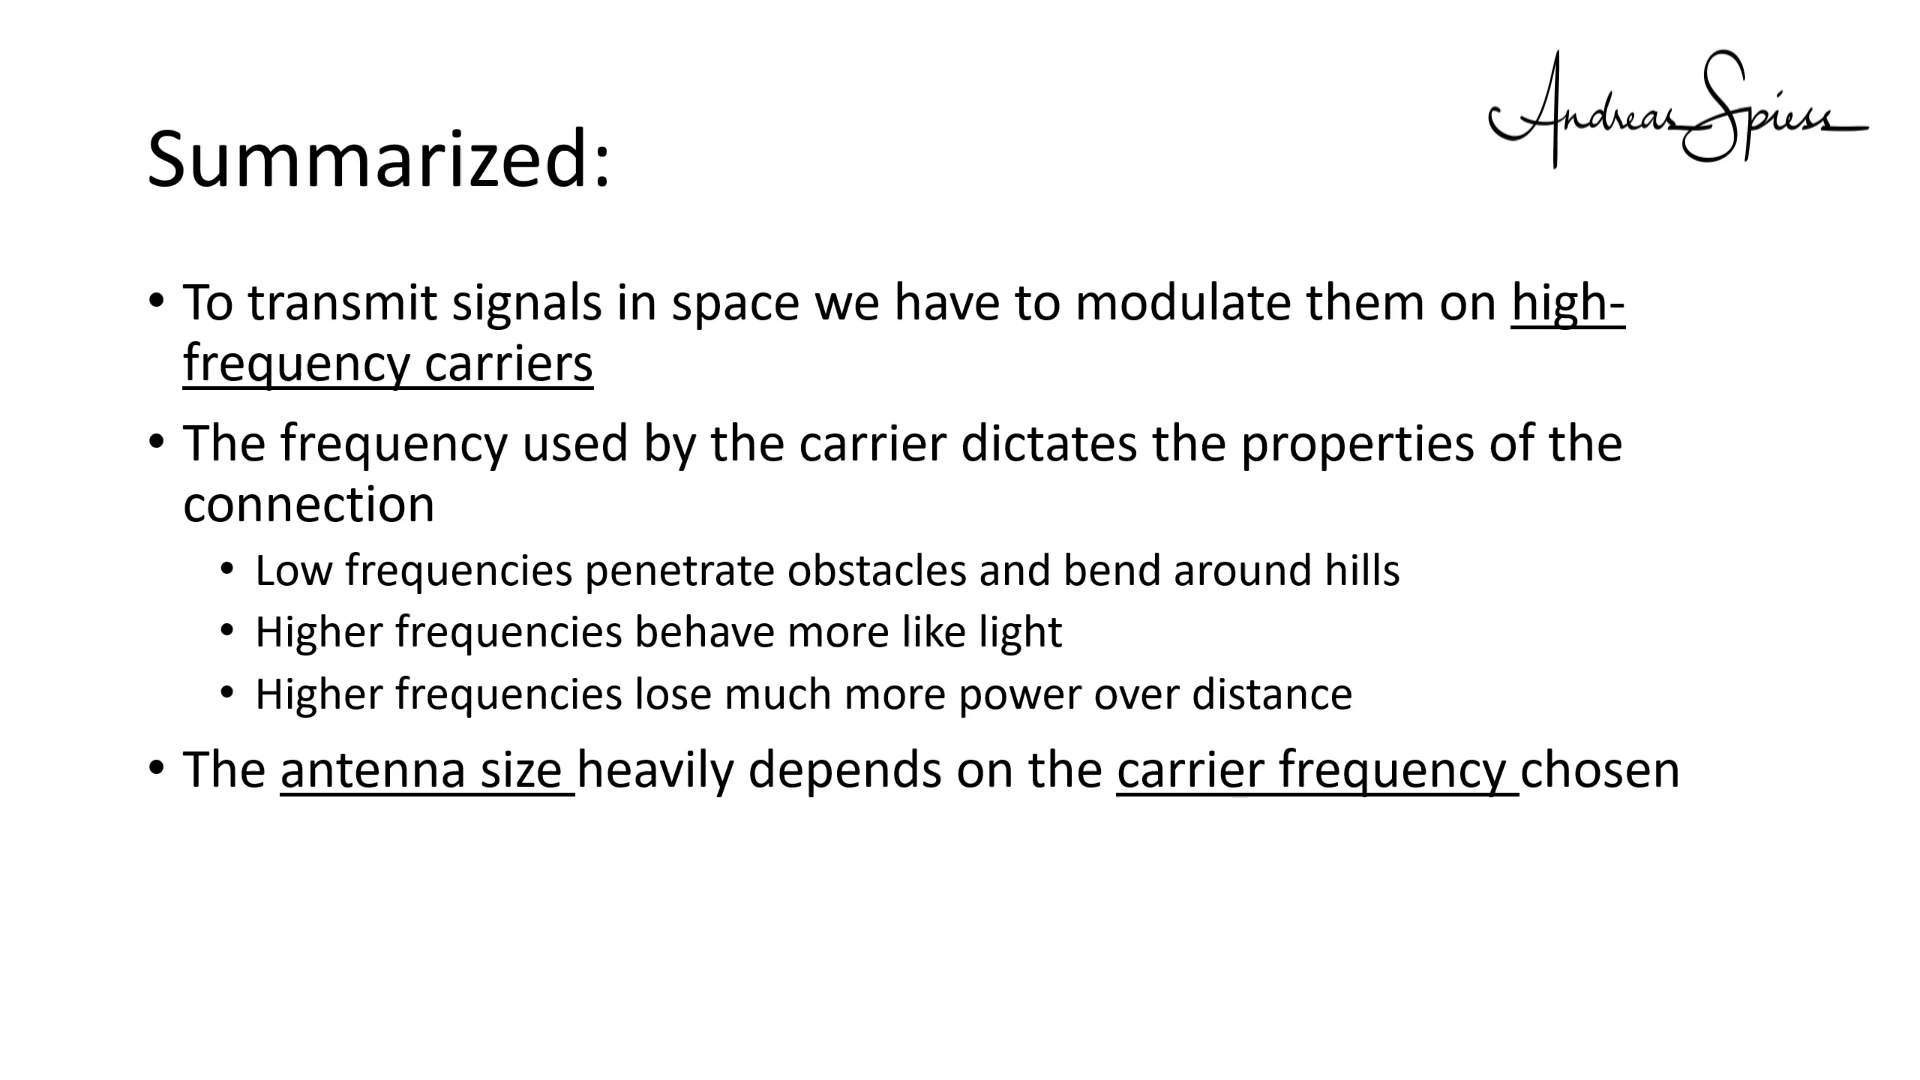 Andreas Spiess
Summarized:
• To transmit signals in space we have to modulate them on high-
frequency carriers
• The frequency used by the carrier dictates the properties of the
connection
• Low frequencies penetrate obstacles and bend around hills
• Higher frequencies behave more like light
• Higher frequencies lose much more power over distance
• The antenna size heavily depends on the carrier frequency chosen